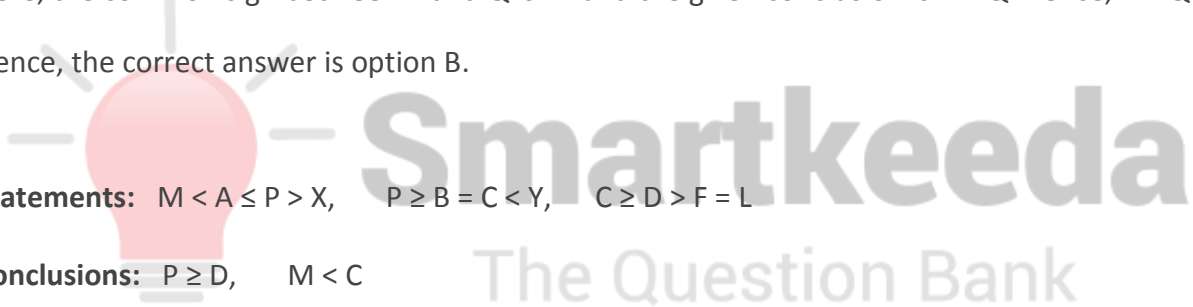 ence, the correct answer is option B.
Smartkeeda
atements: M < A ≤ P > X, P ≥ B = C < Y, C ≥ D > F = L
The Question Bank
onclusions: P ≥ D, M < C